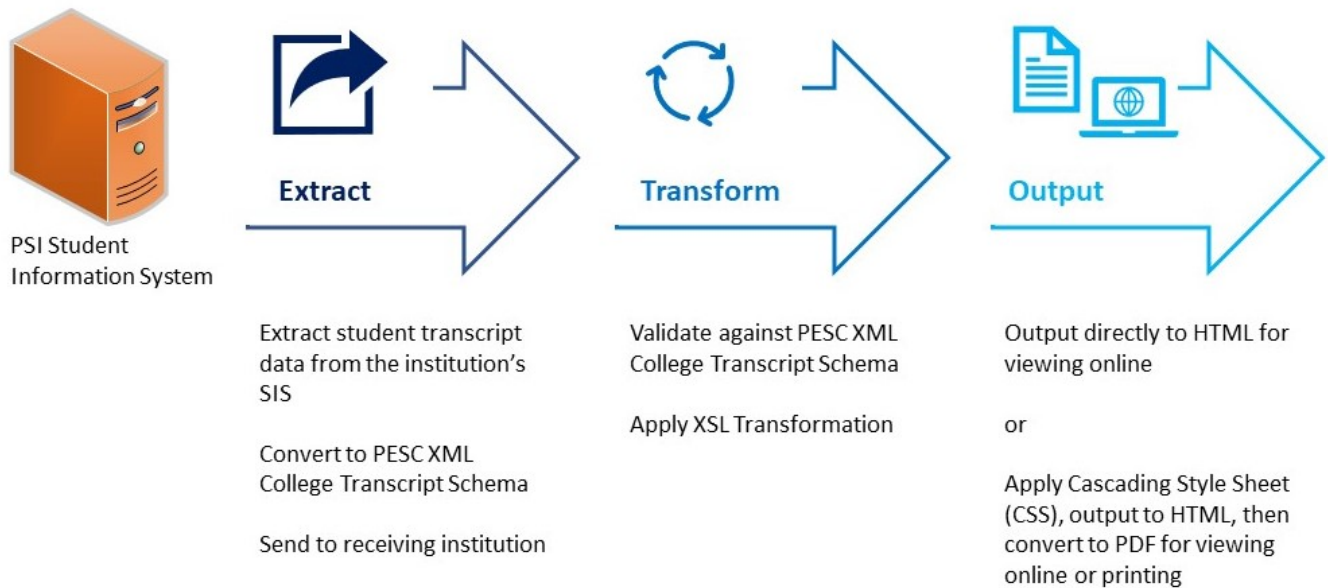 PSI Student
Information System
Extract
Extract student transcript
data from the institution's
SIS
Convert to PESC XML
College Transcript Schema
Send to receiving institution
Transform
Validate against PESC XML
College Transcript Schema
Apply XSL Transformation
Output
Output directly to HTML for
viewing online
or
Apply Cascading Style Sheet
(CSS), output to HTML, then
convert to PDF for viewing
online or printing